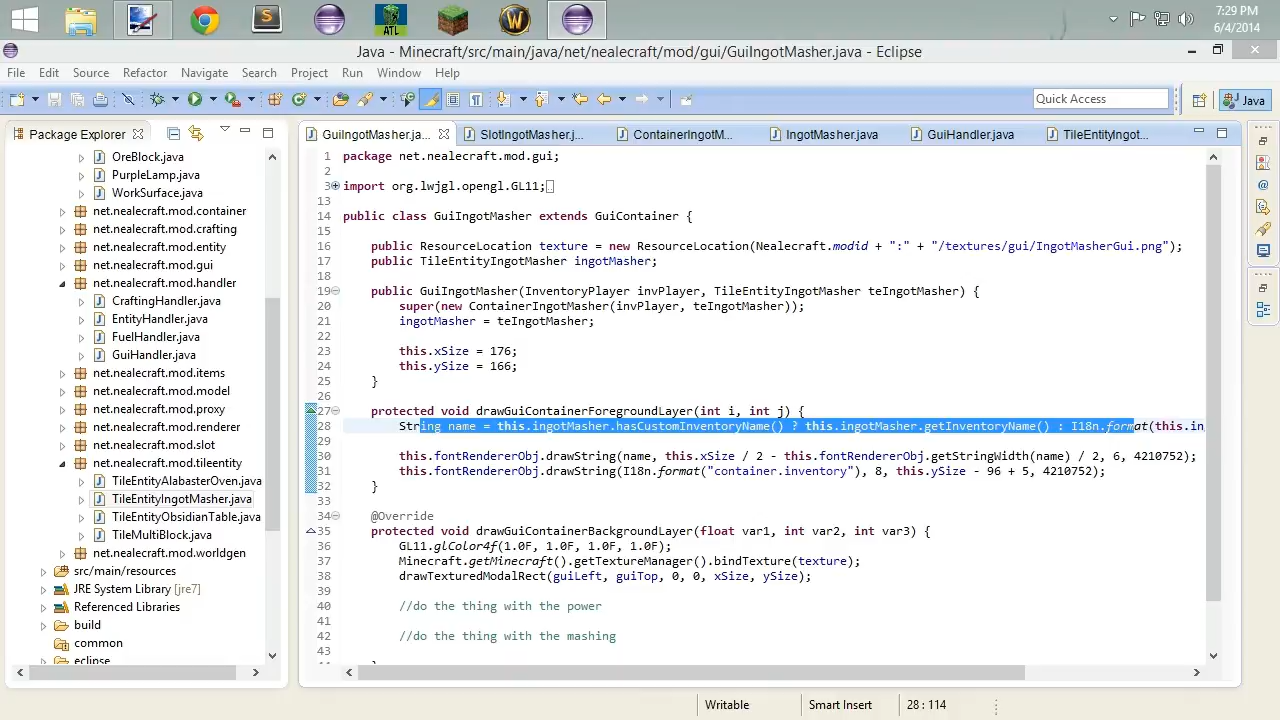 ATL
7:29 PM
6/4/2014
Java - Minecraft/src/main/java/net/nealecraft/mod/gui/GuiIngotMasher.java - Eclipse
File Edit Source Refactor Navigate Search Project Run Window Help
Quick Access
Java
Package Explorer
OreBlock.java
PurpleLamp.java
WorkSurface.java
net.nealecraft.mod.container
net.nealecraft.mod.crafting
net.nealecraft.mod.entity
net.nealecraft.mod.gui
net.nealecraft.mod.handler
CraftingHandler.java
EntityHandler.java
FuelHandler.java
GuiHandler.java
net.nealecraft.mod.items
net.nealecraft.mod.model
net.nealecraft.mod.proxy
net.nealecraft.mod.renderer
net.nealecraft.mod.slot
net.nealecraft.mod.tileentity
TileEntityAlabasterOven.java
TileEntityIngotMasher.java
TileEntityObsidianTable.java
TileMultiBlock.java
net.nealecraft.mod.worldgen
src/main/resources
JRE System Library [jre7]
Referenced Libraries
build
common
eclipse
GuiIngotMasher.ja... SlotIngotMasher.j... ContainerIngotM... IngotMasher.java GuiHandler.java TileEntityIngot...
1 package net.nealecraft.mod.gui;
2
3 import org.lwjgl.opengl.GL11;
13
14 public class GuiIngotMasher extends GuiContainer {
15
16 public ResourceLocation texture = new ResourceLocation(Nealecraft.modid + ":" + "/textures/gui/IngotMasherGui.png");
17 public TileEntityIngotMasher ingotMasher;
18
19 public GuiIngotMasher(InventoryPlayer invPlayer, TileEntityIngotMasher teIngotMasher) {
20 super(new ContainerIngotMasher(invPlayer, teIngotMasher));
21 ingotMasher = teIngotMasher;
22
23 this.xSize = 176;
24 this.ySize = 166;
25 }
26
27 protected void drawGuiContainerForegroundLayer(int i, int j) {
28 String name = this.ingotMasher.hasCustomInventoryName() ? this.ingotMasher.getInventoryName() : I18n.format(this.in
29
30 this.fontRendererObj.drawString(name, this.xSize / 2 - this.fontRendererObj.getStringWidth(name) / 2, 6, 4210752);
31 this.fontRendererObj.drawString(I18n.format("container.inventory"), 8, this.ySize - 96 + 5, 4210752);
32 }
33
34 @Override
35 protected void drawGuiContainerBackgroundLayer(float var1, int var2, int var3) {
36 GL11.glColor4f(1.0F, 1.0F, 1.0F, 1.0F);
37 Minecraft.getMinecraft().getTextureManager().bindTexture(texture);
38 drawTexturedModalRect(guiLeft, guiTop, 0, 0, xSize, ySize);
39
40 //do the thing with the power
41
42 //do the thing with the mashing
43
Writable Smart Insert 28 : 114